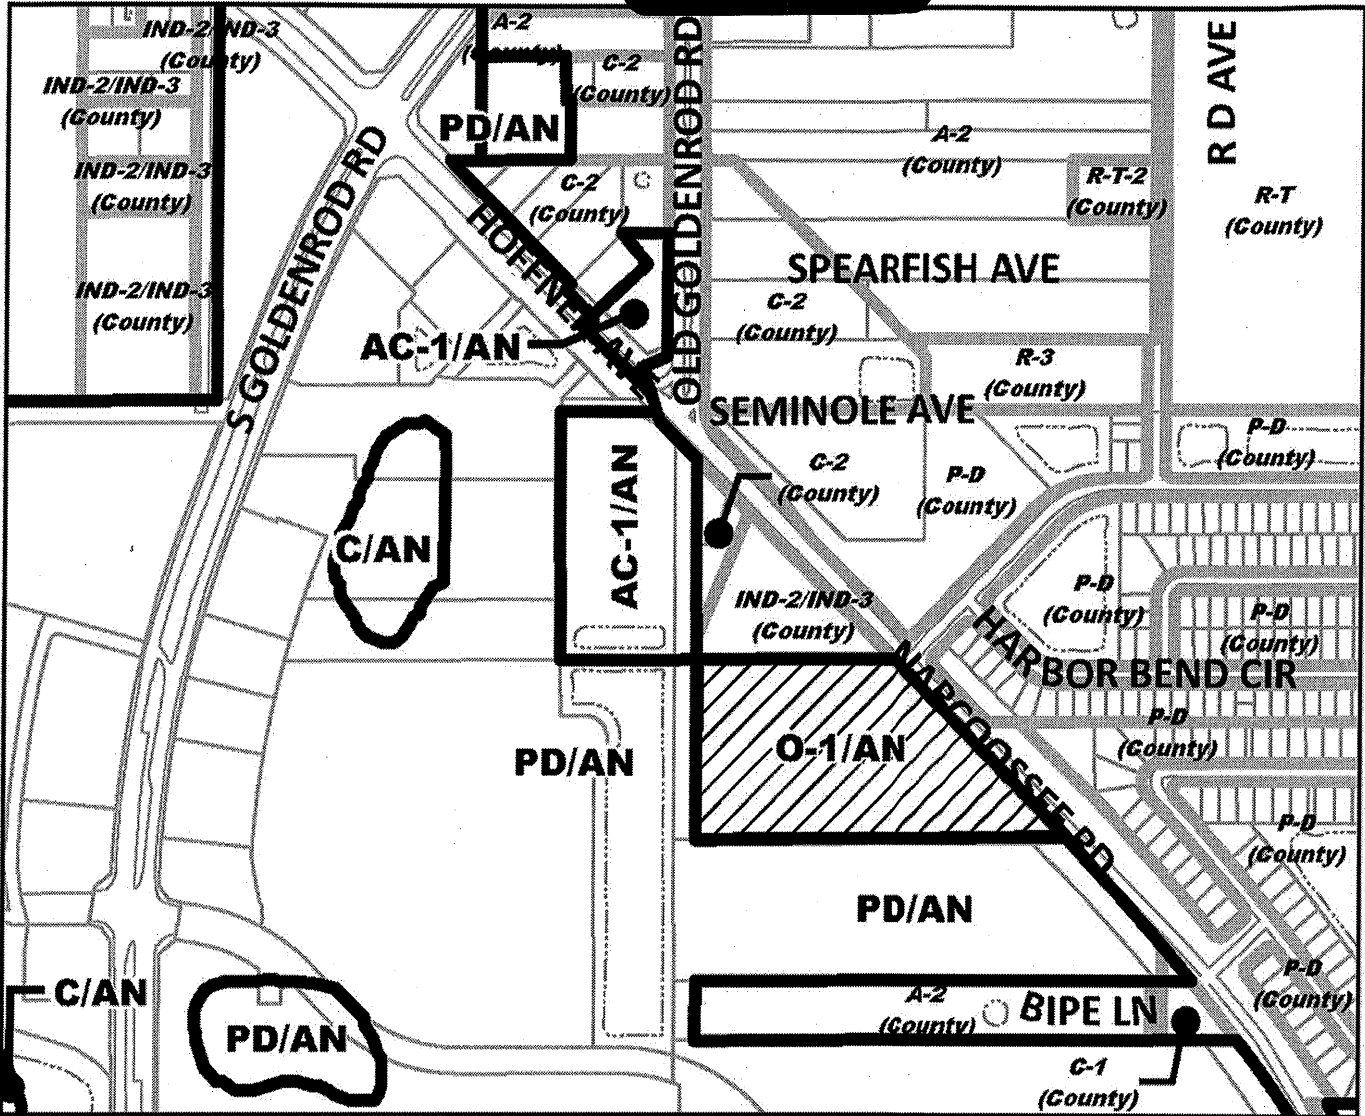 IND-2/IND-3
(County)
A-2
(County)
C-2
(County)
IND-2/IND-3
(County)
PD/AN
OLD GOLDENROD RD
R D AVE
A-2
(County)
IND-2/IND-3
(County)
S GOLDENROD RD
C-2
(County)
R-T-2
(County)
R-T
(County)
HOFFNER AVE
SPEARFISH AVE
IND-2/IND-3
(County)
C-2
(County)
AC-1/AN
R-3
(County)
SEMINOLE AVE
P-D
(County)
AC-1/AN
C-2
(County)
P-D
(County)
C/AN
IND-2/IND-3
(County)
P-D
(County)
P-D
(County)
HARBOR BEND CIR
NARCOOSSEE RD
P-D
(County)
O-1/AN
PD/AN
P-D
(County)
PD/AN
P-D
(County)
C/AN
A-2
(County)
BIPE LN
PD/AN
C-1
(County)